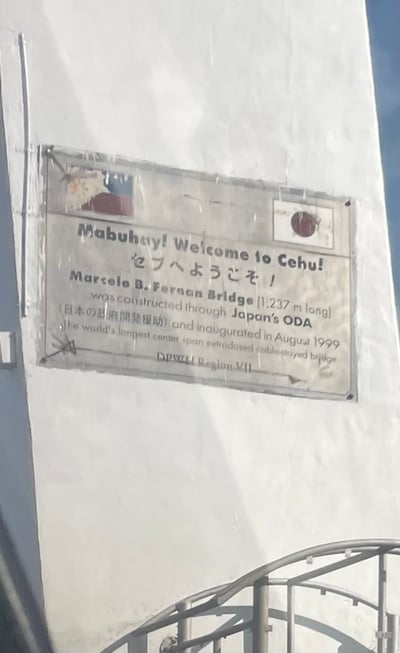 Mabuhay! Welcome to Cebu!
セブへようこそ!
Marcelo B. Fernan Bridge (1,237 m long)
was constructed through Japan's ODA
(日本の政府開発援助) and inaugurated in August 1999
The world's longest center span extradosed cable-stayed bridge
DPWH Region VII